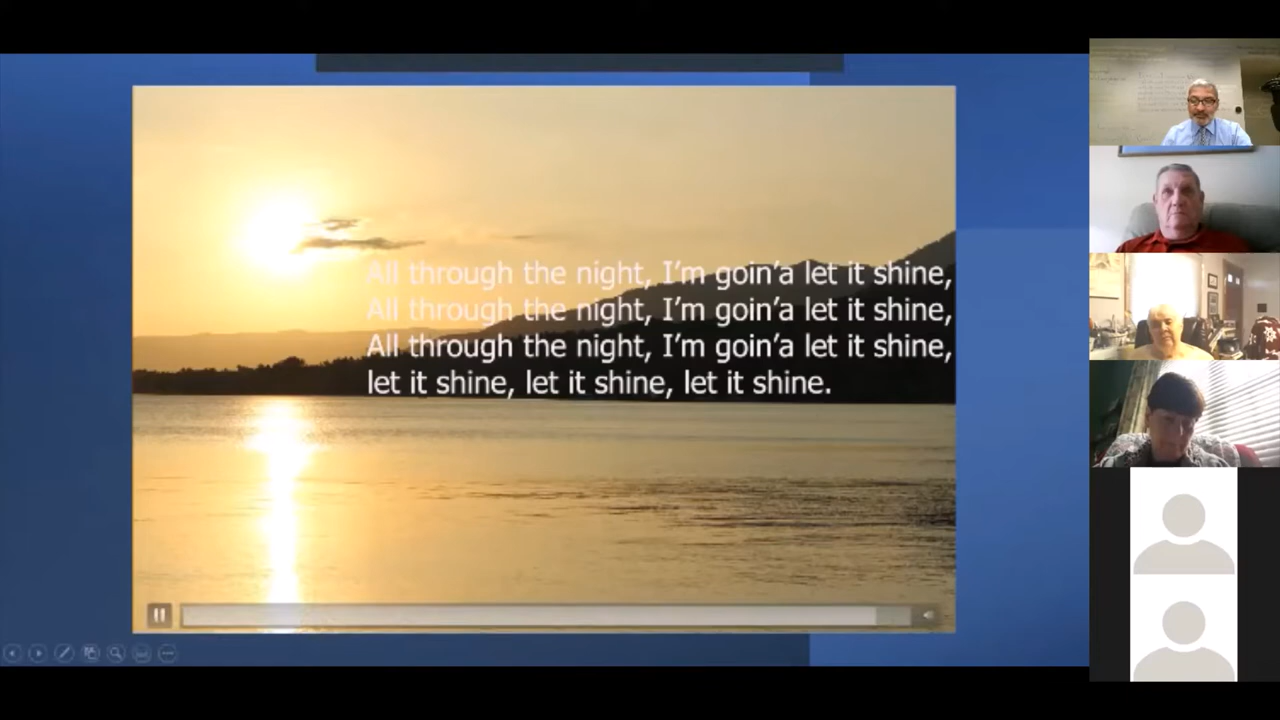 All through the night, I'm goin'a let it shine,
All through the night, I'm goin'a let it shine,
All through the night, I'm goin'a let it shine,
let it shine, let it shine, let it shine.